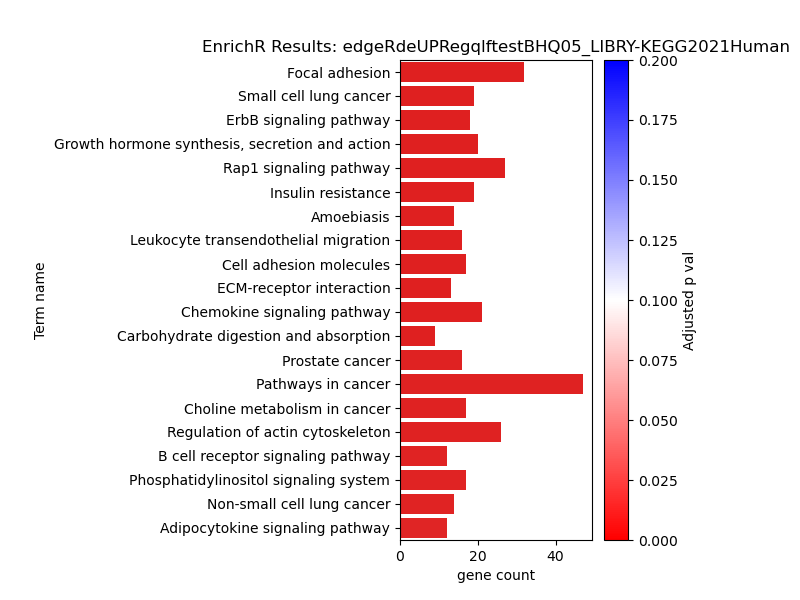 EnrichR Results: edgeRdeUPRegqlftestBHQ05_LIBRY-KEGG2021Human
Focal adhesion
Small cell lung cancer
ErbB signaling pathway
Growth hormone synthesis, secretion and action
Rap1 signaling pathway
Insulin resistance
Amoebiasis
Leukocyte transendothelial migration
Cell adhesion molecules
ECM-receptor interaction
Chemokine signaling pathway
Carbohydrate digestion and absorption
Prostate cancer
Pathways in cancer
Choline metabolism in cancer
Regulation of actin cytoskeleton
B cell receptor signaling pathway
Phosphatidylinositol signaling system
Non-small cell lung cancer
Adipocytokine signaling pathway
Term name
0 20 40
gene count
0.200
0.175
0.150
0.125
0.100
0.075
0.050
0.025
0.000
Adjusted p val